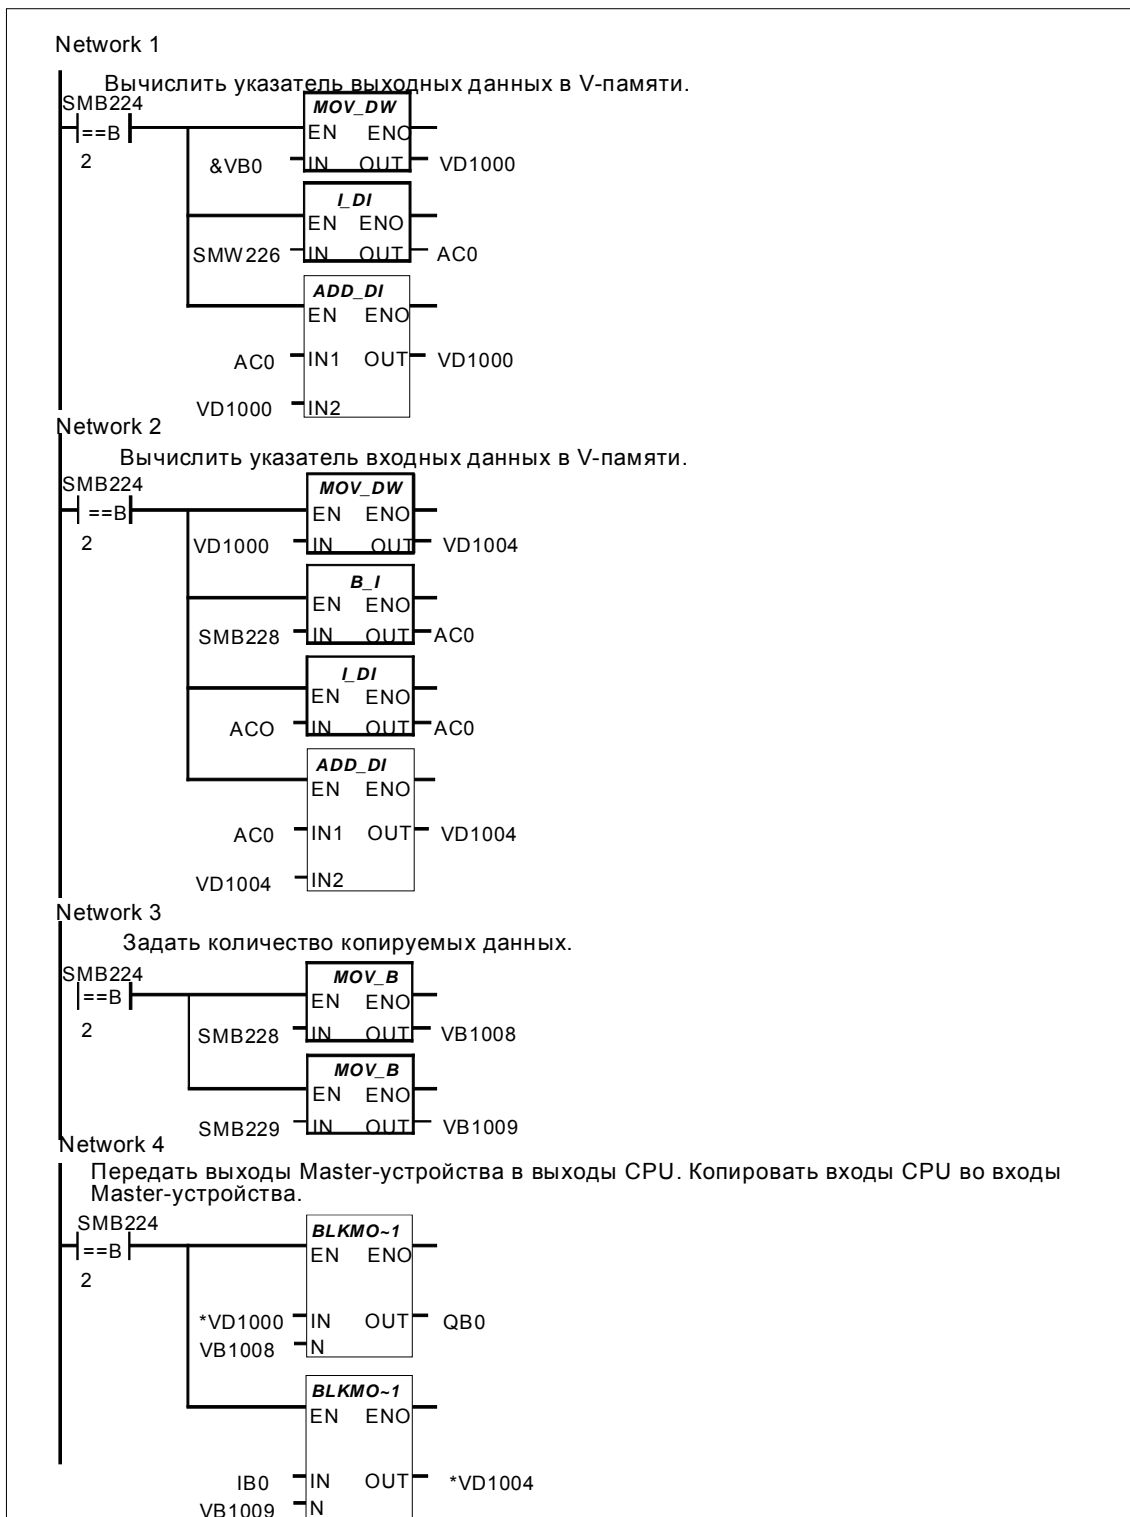 Network 1
Вычислить указатель выходных данных в V-памяти.
SMB224
==B
2
MOV_DW
EN ENO
&VB0 IN OUT VD1000
I_DI
EN ENO
SMW226 IN OUT AC0
ADD_DI
EN ENO
AC0 IN1 OUT VD1000
VD1000 IN2
Network 2
Вычислить указатель входных данных в V-памяти.
SMB224
==B
2
MOV_DW
EN ENO
VD1000 IN OUT VD1004
B_I
EN ENO
SMB228 IN OUT AC0
I_DI
EN ENO
ACO IN OUT AC0
ADD_DI
EN ENO
AC0 IN1 OUT VD1004
VD1004 IN2
Network 3
Задать количество копируемых данных.
SMB224
==B
2
MOV_B
EN ENO
SMB228 IN OUT VB1008
MOV_B
EN ENO
SMB229 IN OUT VB1009
Network 4
Передать выходы Master-устройства в выходы CPU. Копировать входы CPU во входы
Master-устройства.
SMB224
==B
2
BLKMO~1
EN ENO
*VD1000 IN OUT QB0
VB1008 N
BLKMO~1
EN ENO
IB0 IN OUT *VD1004
VB1009 N